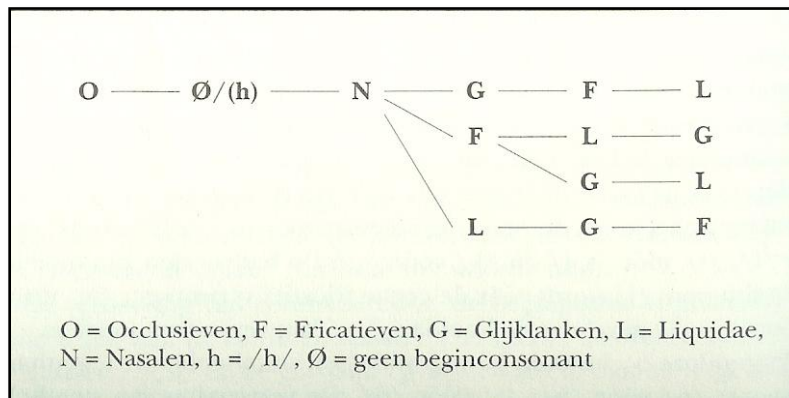 O Ø/(h) N G F L
F L G
G L
L G F
O = Occlusieven, F = Fricatieven, G = Glijklanken, L = Liquidae,
N = Nasalen, h = /h/, Ø = geen beginconsonant